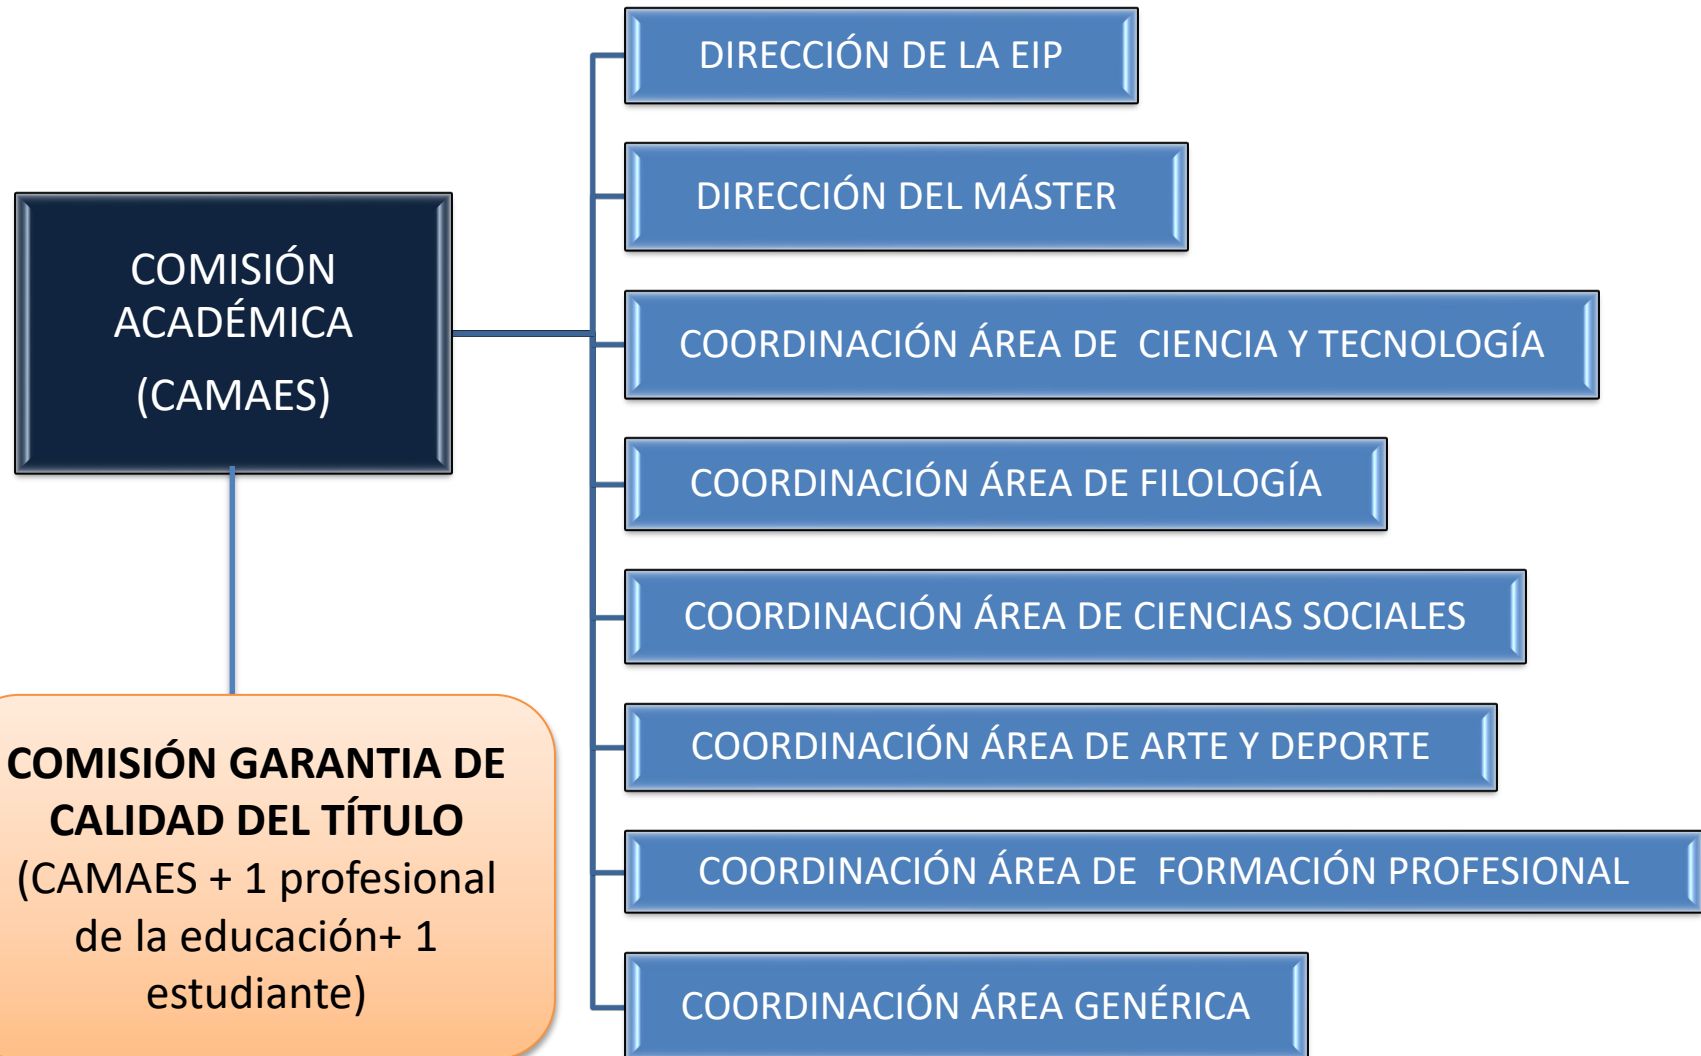 COMISIÓN
ACADÉMICA
(CAMAES)
COMISIÓN GARANTIA DE
CALIDAD DEL TÍTULO
(CAMAES + 1 profesional
de la educación+ 1
estudiante)
DIRECCIÓN DE LA EIP
DIRECCIÓN DEL MÁSTER
COORDINACIÓN ÁREA DE  CIENCIA Y TECNOLOGÍA
COORDINACIÓN ÁREA DE FILOLOGÍA
COORDINACIÓN ÁREA DE CIENCIAS SOCIALES
COORDINACIÓN ÁREA DE ARTE Y DEPORTE
COORDINACIÓN ÁREA DE  FORMACIÓN PROFESIONAL
COORDINACIÓN ÁREA GENÉRICA